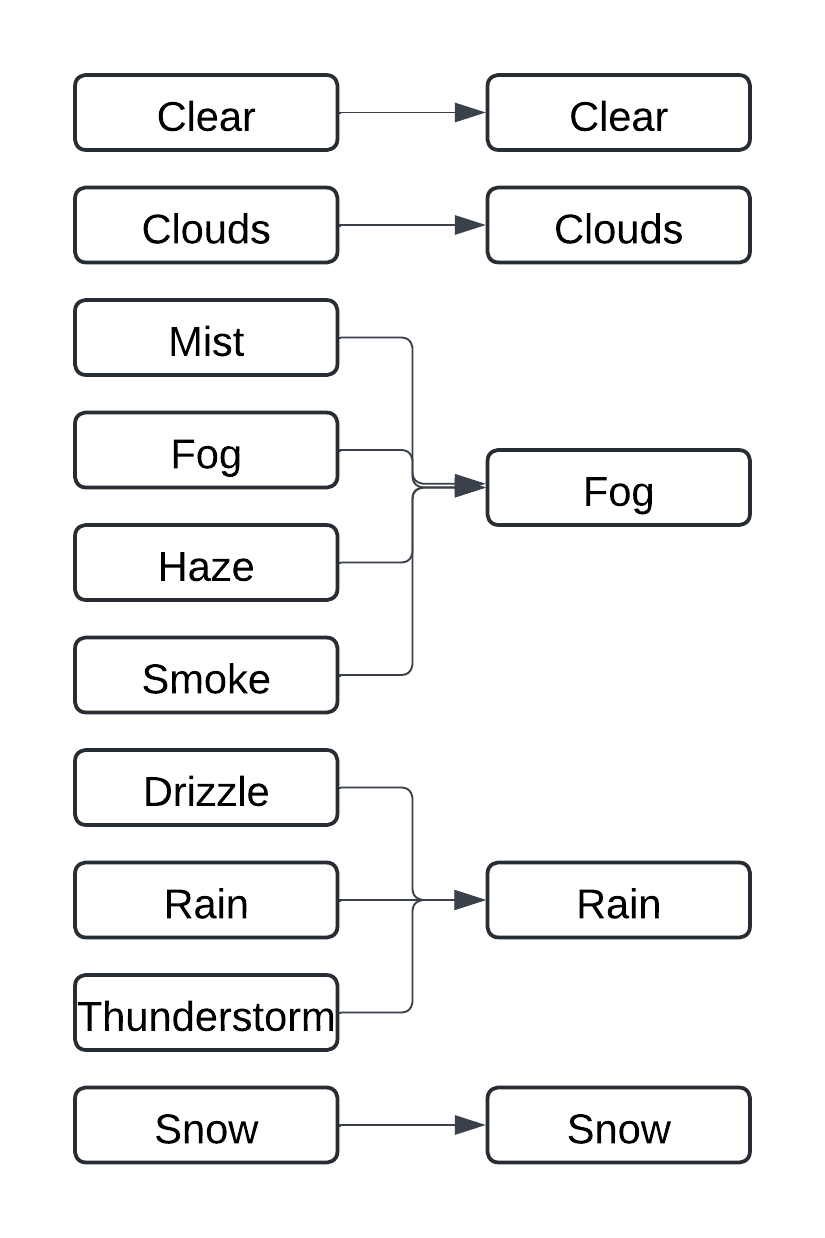 Clear
Clear
Clouds
Clouds
Mist
Fog
Fog
Haze
Smoke
Drizzle
Rain
Rain
Thunderstorm
Snow
Snow